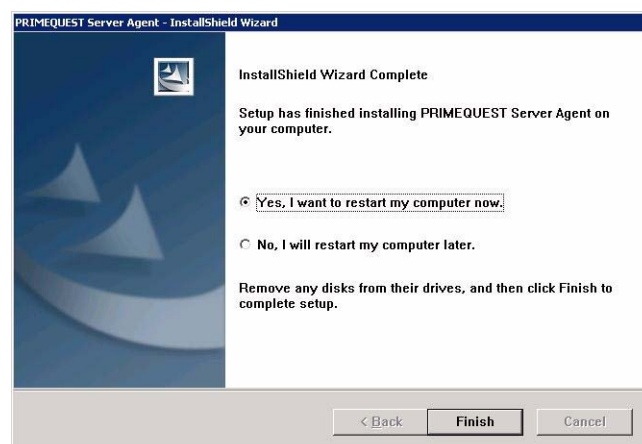 PRIMEQUEST Server Agent - InstallShield Wizard
InstallShield Wizard Complete
Setup has finished installing PRIMEQUEST Server Agent on
your computer.
Yes, I want to restart my computer now.
No, I will restart my computer later.
Remove any disks from their drives, and then click Finish to
complete setup.
< Back Finish Cancel